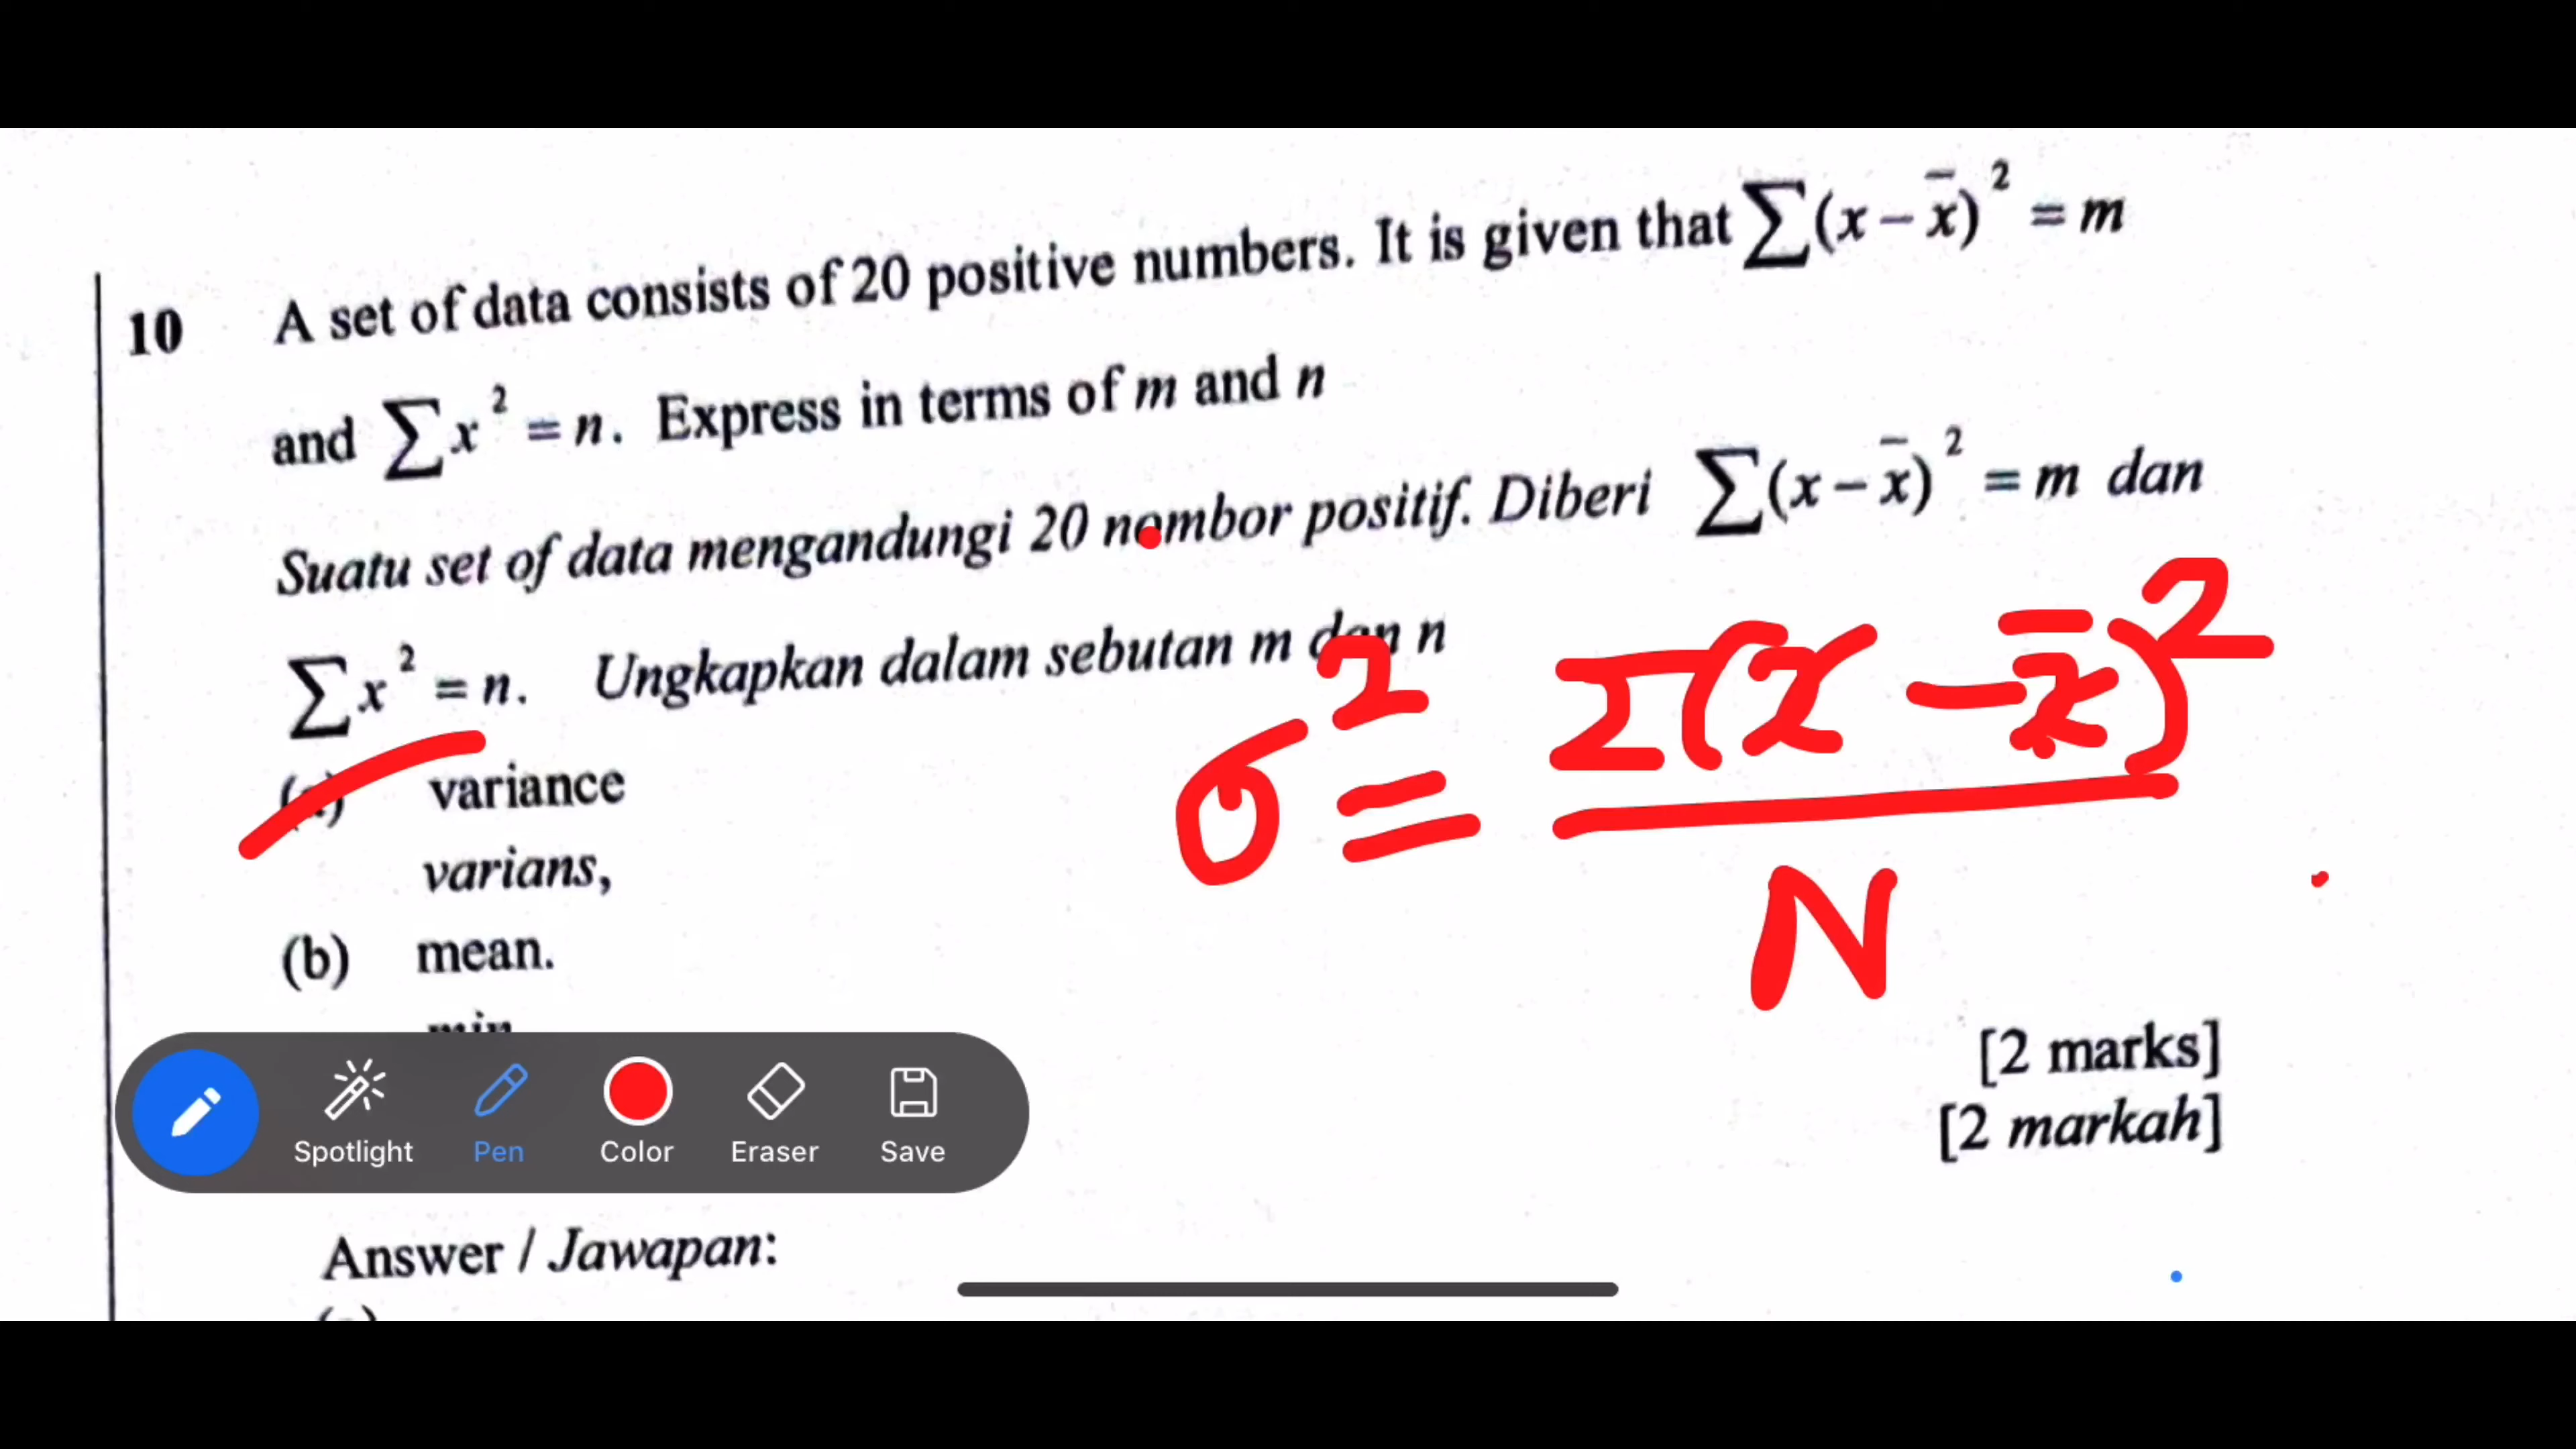 10 A set of data consists of 20 positive numbers. It is given that ∑(x − x̄)² = m
and ∑x² = n. Express in terms of m and n
Suatu set of data mengandungi 20 nombor positif. Diberi ∑(x − x̄)² = m dan
∑x² = n. Ungkapkan dalam sebutan m dan n
σ² = Σ(x − x̄)² / N
(a) variance
varians,
(b) mean.
min
[2 marks]
[2 markah]
Spotlight Pen Color Eraser Save
Answer / Jawapan: